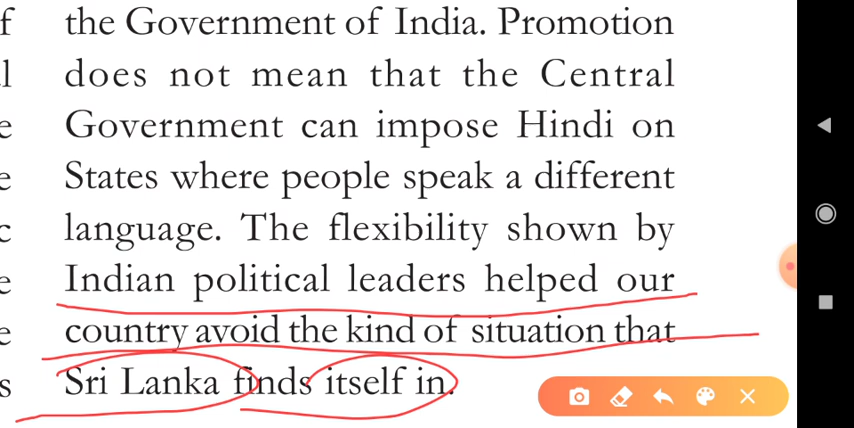 f the Government of India. Promotion
l does not mean that the Central
e Government can impose Hindi on
e States where people speak a different
c language. The flexibility shown by
e Indian political leaders helped our
e country avoid the kind of situation that
s Sri Lanka finds itself in.